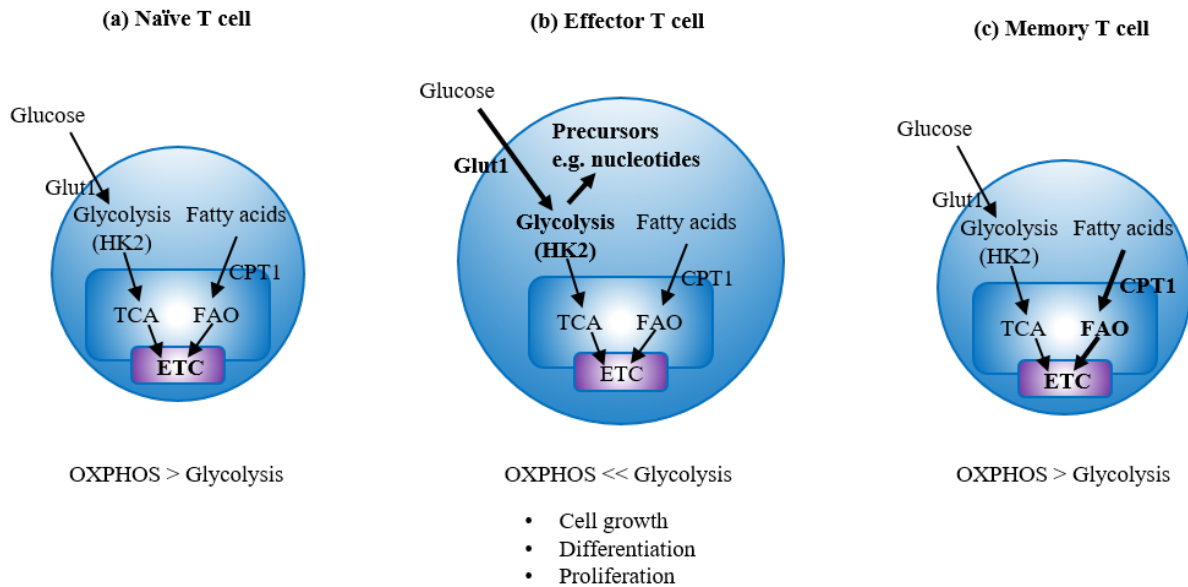 (a) Naïve T cell
Glucose
Glut1
Glycolysis
(HK2)
Fatty acids
CPT1
TCA
FAO
ETC
OXPHOS > Glycolysis
(b) Effector T cell
Glucose
Precursors
e.g. nucleotides
Glut1
Glycolysis
(HK2)
Fatty acids
CPT1
TCA
FAO
ETC
OXPHOS << Glycolysis
• Cell growth
• Differentiation
• Proliferation
(c) Memory T cell
Glucose
Glut1
Glycolysis
(HK2)
Fatty acids
CPT1
TCA
FAO
ETC
OXPHOS > Glycolysis